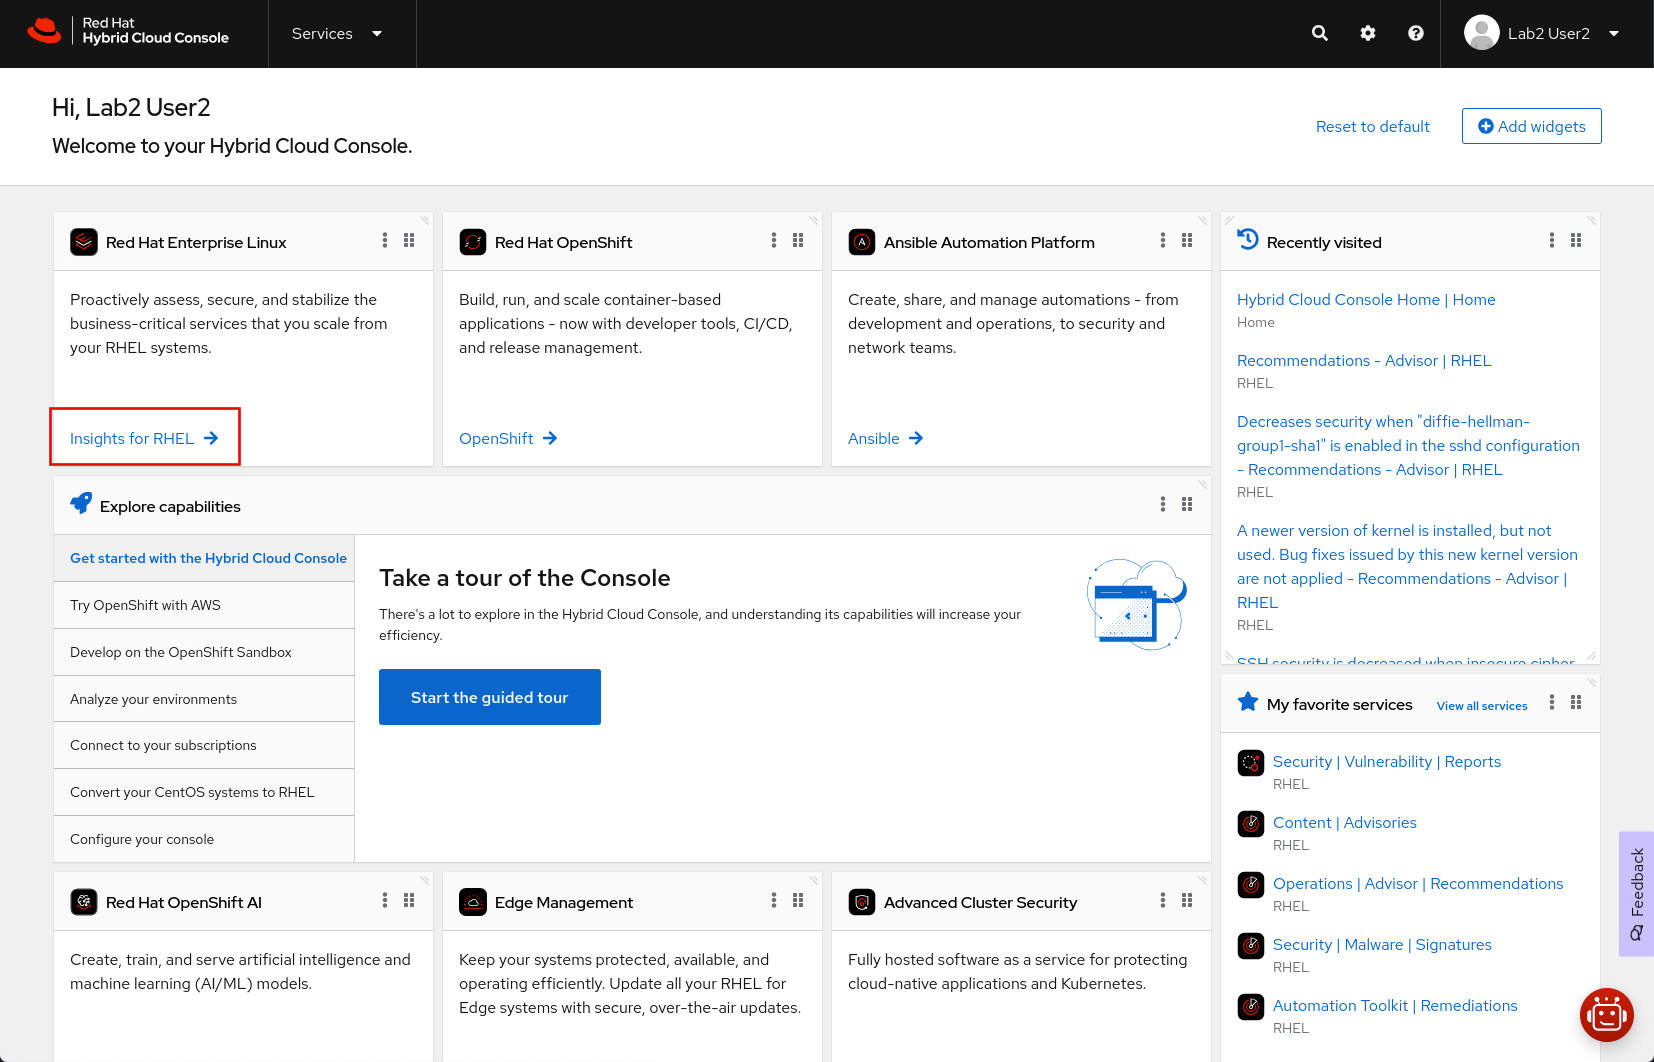 Red Hat
Hybrid Cloud Console
Services
Lab2 User2
Hi, Lab2 User2
Welcome to your Hybrid Cloud Console.
Reset to default
Add widgets
Red Hat Enterprise Linux
Proactively assess, secure, and stabilize the
business-critical services that you scale from
your RHEL systems.
Insights for RHEL
Red Hat OpenShift
Build, run, and scale container-based
applications - now with developer tools, CI/CD,
and release management.
OpenShift
Ansible Automation Platform
Create, share, and manage automations - from
development and operations, to security and
network teams.
Ansible
Recently visited
Hybrid Cloud Console Home | Home
Home
Recommendations - Advisor | RHEL
RHEL
Decreases security when "diffie-hellman-
group1-sha1" is enabled in the sshd configuration
- Recommendations - Advisor | RHEL
RHEL
A newer version of kernel is installed, but not
used. Bug fixes issued by this new kernel version
are not applied - Recommendations - Advisor |
RHEL
RHEL
SSH security is decreased when insecure cipher
Explore capabilities
Get started with the Hybrid Cloud Console
Try OpenShift with AWS
Develop on the OpenShift Sandbox
Analyze your environments
Connect to your subscriptions
Convert your CentOS systems to RHEL
Configure your console
Take a tour of the Console
There's a lot to explore in the Hybrid Cloud Console, and understanding its capabilities will increase your
efficiency.
Start the guided tour
My favorite services
View all services
Security | Vulnerability | Reports
RHEL
Content | Advisories
RHEL
Operations | Advisor | Recommendations
RHEL
Security | Malware | Signatures
RHEL
Automation Toolkit | Remediations
RHEL
Red Hat OpenShift AI
Create, train, and serve artificial intelligence and
machine learning (AI/ML) models.
Edge Management
Keep your systems protected, available, and
operating efficiently. Update all your RHEL for
Edge systems with secure, over-the-air updates.
Advanced Cluster Security
Fully hosted software as a service for protecting
cloud-native applications and Kubernetes.
Feedback